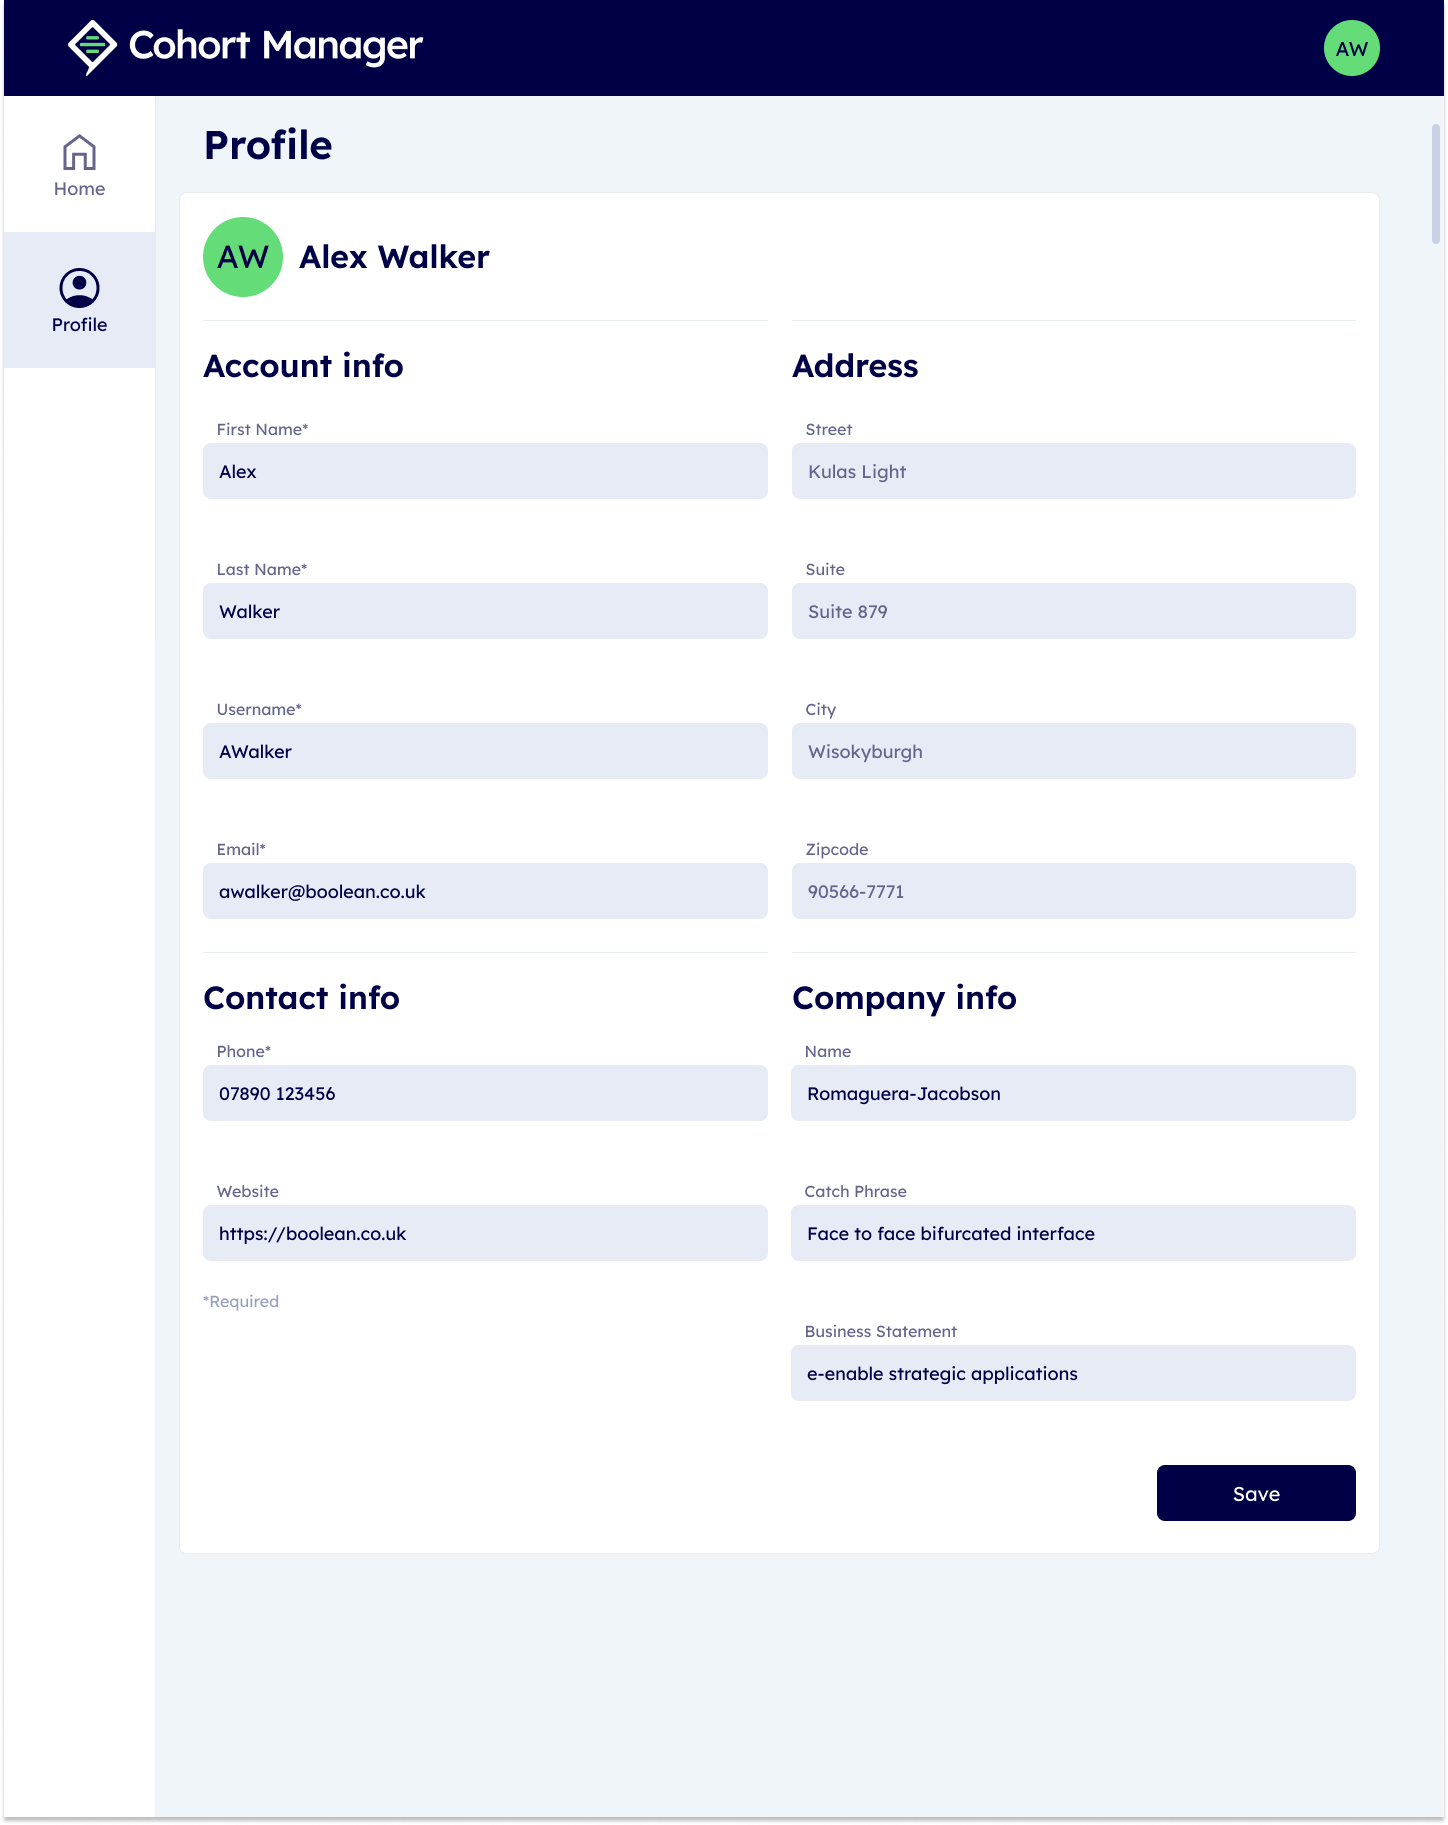 Cohort Manager
AW
Home
Profile
Profile
AW
Alex Walker
Account info
First Name*
Alex
Last Name*
Walker
Username*
AWalker
Email*
awalker@boolean.co.uk
Address
Street
Kulas Light
Suite
Suite 879
City
Wisokyburgh
Zipcode
90566-7771
Contact info
Phone*
07890 123456
Website
https://boolean.co.uk
*Required
Company info
Name
Romaguera-Jacobson
Catch Phrase
Face to face bifurcated interface
Business Statement
e-enable strategic applications
Save